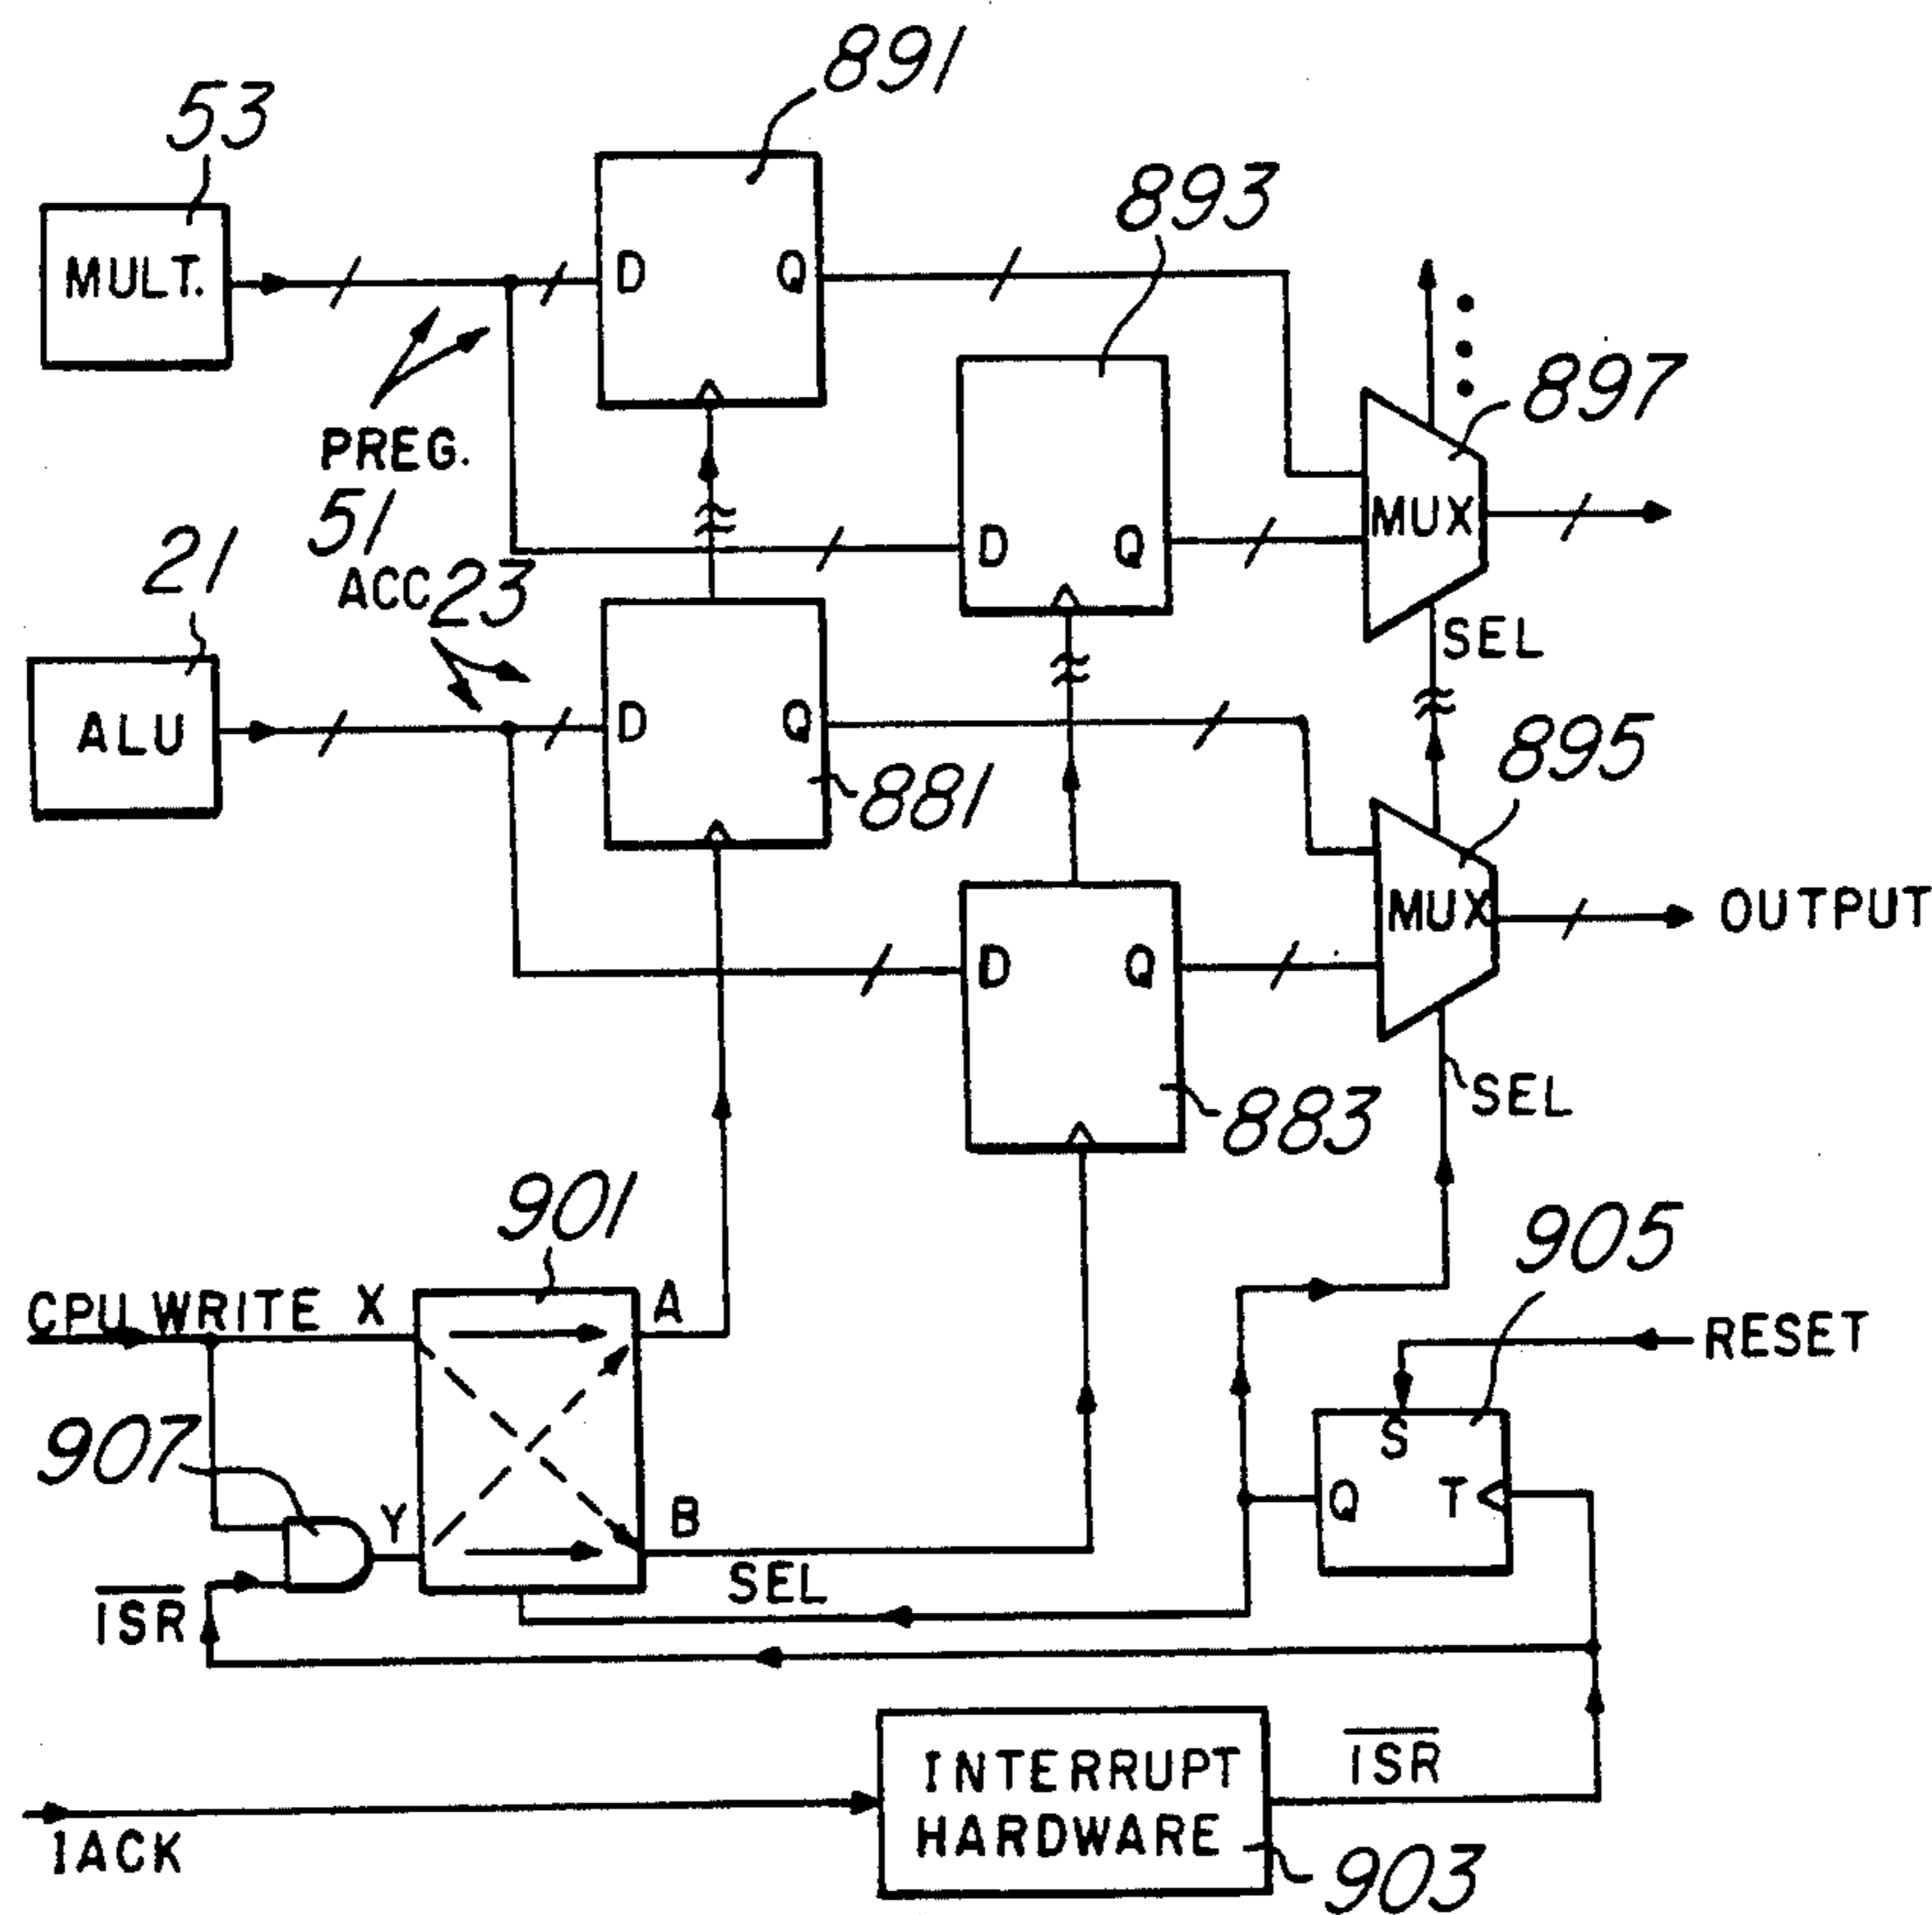 891
53
893
MULT.
D
Q
897
PREG.
51
MUX
D
Q
21
ACC 23
SEL
ALU
D
Q
895
881
MUX
OUTPUT
D
Q
SEL
883
901
905
CPU WRITE X
A
RESET
907
S
Q
T
Y
B
SEL
ISR
INTERRUPT
HARDWARE
ISR
IACK
903